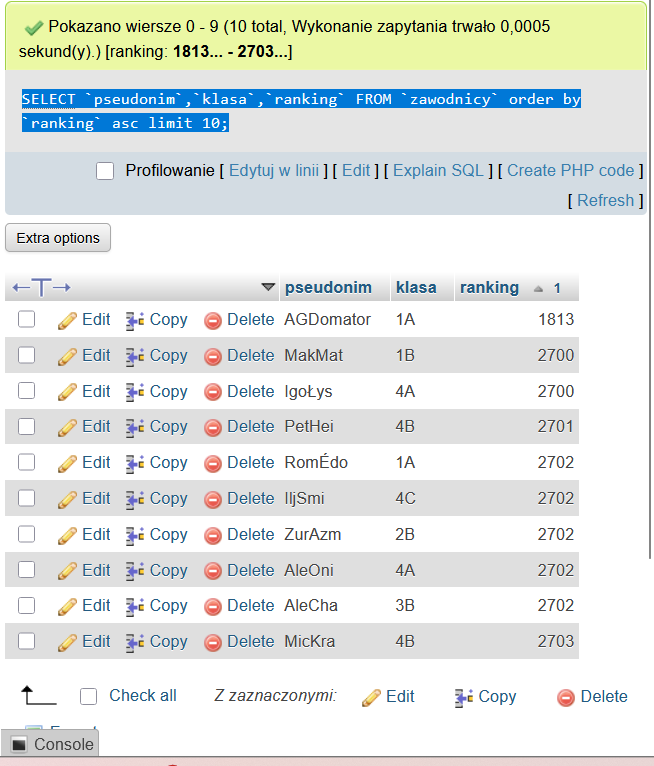 Pokazano wiersze 0 - 9 (10 total, Wykonanie zapytania trwało 0,0005
sekund(y).) [ranking: 1813... - 2703...]
SELECT `pseudonim`,`klasa`,`ranking` FROM `zawodnicy` order by
`ranking` asc limit 10;
Profilowanie [ Edytuj w linii ] [ Edit ] [ Explain SQL ] [ Create PHP code ]
[ Refresh ]
Extra options
pseudonim klasa ranking 1
Edit Copy Delete AGDomator 1A 1813
Edit Copy Delete MakMat 1B 2700
Edit Copy Delete IgoŁys 4A 2700
Edit Copy Delete PetHei 4B 2701
Edit Copy Delete RomÉdo 1A 2702
Edit Copy Delete IljSmi 4C 2702
Edit Copy Delete ZurAzm 2B 2702
Edit Copy Delete AleOni 4A 2702
Edit Copy Delete AleCha 3B 2702
Edit Copy Delete MicKra 4B 2703
Check all Z zaznaczonymi: Edit Copy Delete
Console